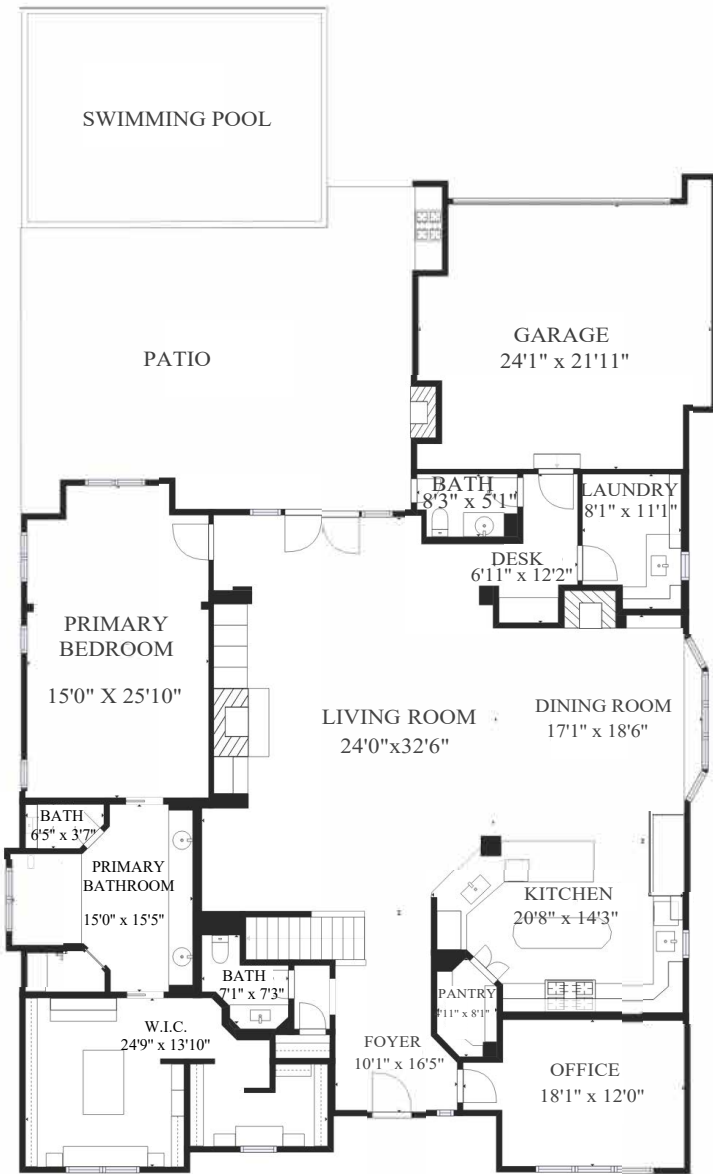 SWIMMING POOL
GARAGE
24'1" x 21'11"
PATIO
BATH
8'3" x 5'1"
LAUNDRY
8'1" x 11'1"
DESK
6'11" x 12'2"
PRIMARY
BEDROOM
15'0" X 25'10"
LIVING ROOM
24'0"x32'6"
DINING ROOM
17'1" x 18'6"
BATH
6'5" x 3'7"
PRIMARY
BATHROOM
15'0" x 15'5"
KITCHEN
20'8" x 14'3"
BATH
7'1" x 7'3"
PANTRY
x 8'1"
W.I.C.
24'9" x 13'10"
FOYER
10'1" x 16'5"
OFFICE
18'1" x 12'0"